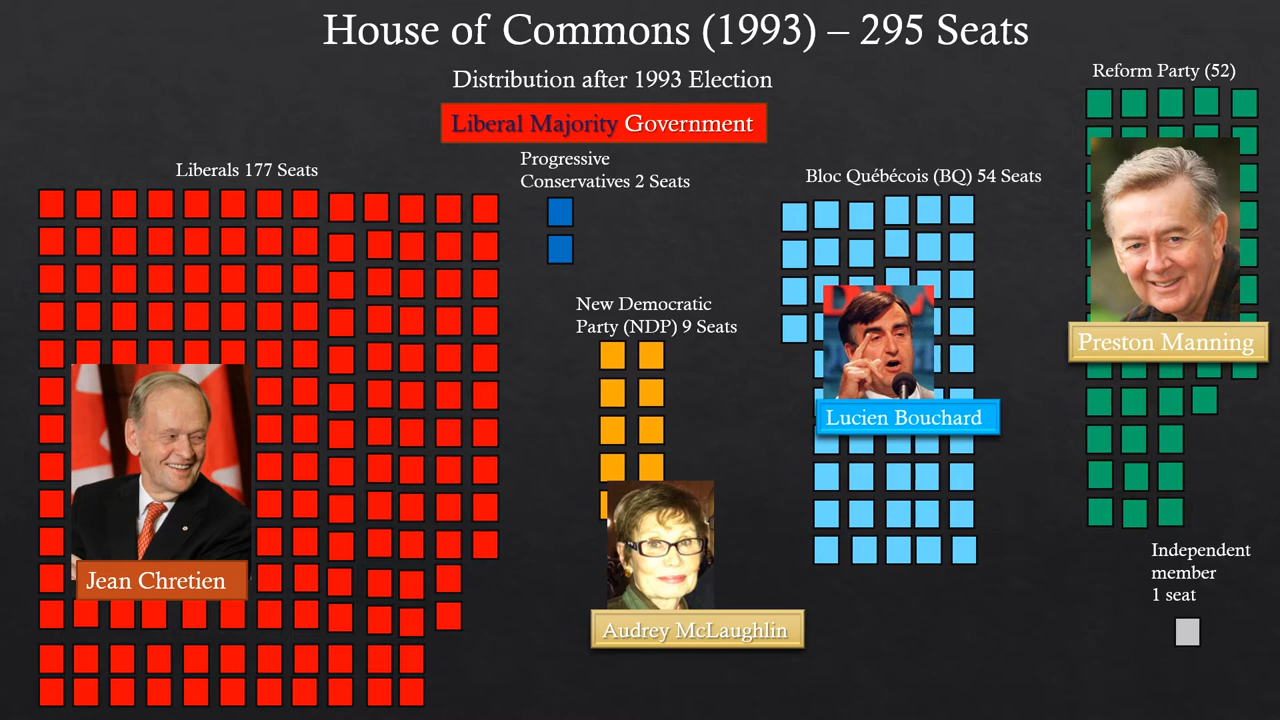 House of Commons (1993) – 295 Seats
Distribution after 1993 Election
Liberal Majority Government
Reform Party (52)
Progressive
Conservatives 2 Seats
Liberals 177 Seats
Bloc Québécois (BQ) 54 Seats
New Democratic
Party (NDP) 9 Seats
Preston Manning
Lucien Bouchard
Jean Chretien
Audrey McLaughlin
Independent
member
1 seat